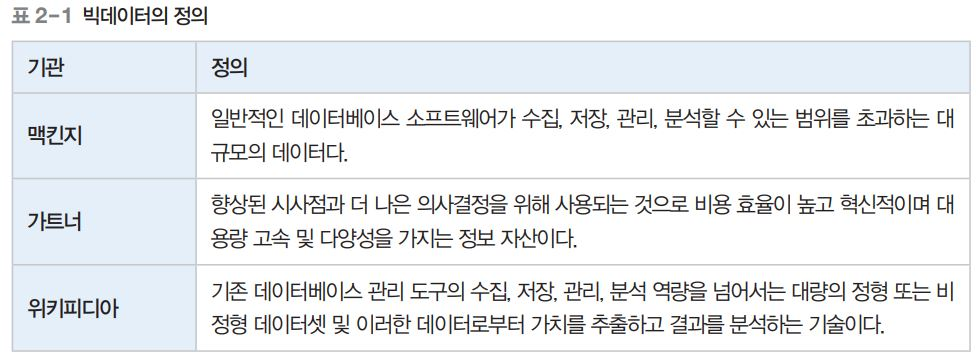 표 2-1 빅데이터의 정의
기관 정의
맥킨지 일반적인 데이터베이스 소프트웨어가 수집, 저장, 관리, 분석할 수 있는 범위를 초과하는 대
규모의 데이터다.
가트너 향상된 시사점과 더 나은 의사결정을 위해 사용되는 것으로 비용 효율이 높고 혁신적이며 대
용량 고속 및 다양성을 가지는 정보 자산이다.
위키피디아 기존 데이터베이스 관리 도구의 수집, 저장, 관리, 분석 역량을 넘어서는 대량의 정형 또는 비
정형 데이터셋 및 이러한 데이터로부터 가치를 추출하고 결과를 분석하는 기술이다.